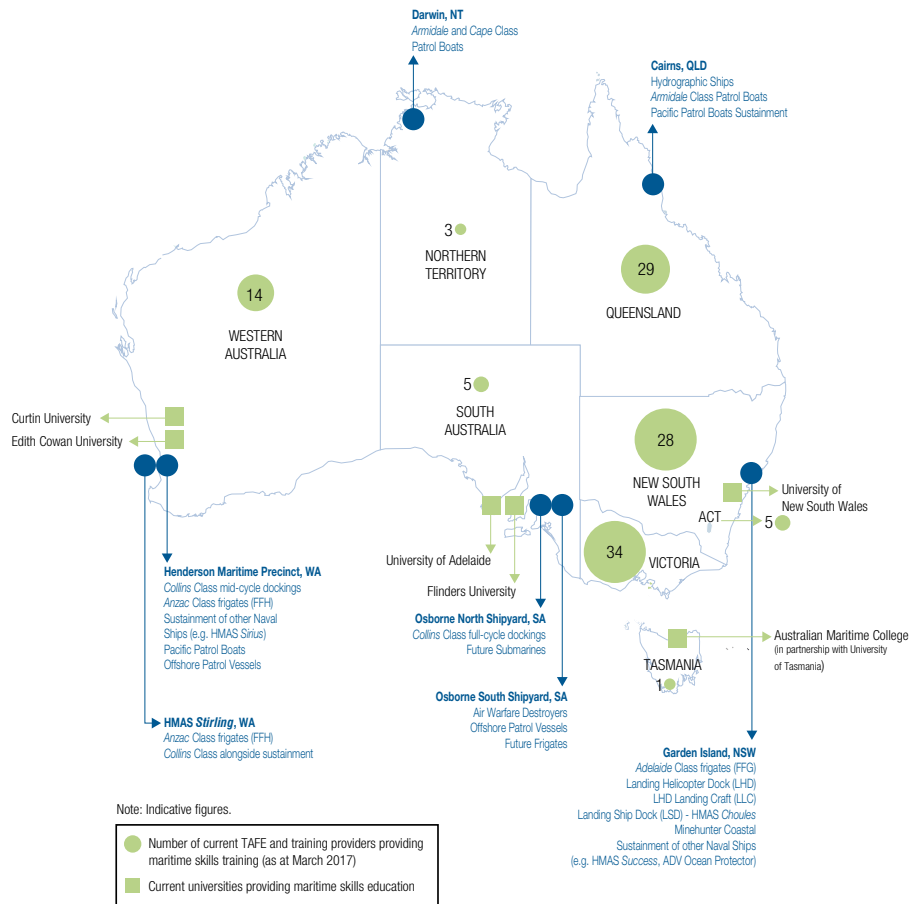 Darwin, NT
Armidale and Cape Class
Patrol Boats
Cairns, QLD
Hydrographic Ships
Armidale Class Patrol Boats
Pacific Patrol Boats Sustainment
3
NORTHERN
TERRITORY
29
QUEENSLAND
14
WESTERN
AUSTRALIA
5
SOUTH
AUSTRALIA
Curtin University
Edith Cowan University
28
NEW SOUTH
WALES
University of
New South Wales
ACT
5
34
VICTORIA
University of Adelaide
Flinders University
Henderson Maritime Precinct, WA
Collins Class mid-cycle dockings
Anzac Class frigates (FFH)
Sustainment of other Naval
Ships (e.g. HMAS Sirius)
Pacific Patrol Boats
Offshore Patrol Vessels
Osborne North Shipyard, SA
Collins Class full-cycle dockings
Future Submarines
Australian Maritime College
(in partnership with University
of Tasmania)
TASMANIA
1
Osborne South Shipyard, SA
Air Warfare Destroyers
Offshore Patrol Vessels
Future Frigates
HMAS Stirling, WA
Anzac Class frigates (FFH)
Collins Class alongside sustainment
Garden Island, NSW
Adelaide Class frigates (FFG)
Landing Helicopter Dock (LHD)
LHD Landing Craft (LLC)
Landing Ship Dock (LSD) - HMAS Choules
Minehunter Coastal
Sustainment of other Naval Ships
(e.g. HMAS Success, ADV Ocean Protector)
Note: Indicative figures.
Number of current TAFE and training providers providing
maritime skills training (as at March 2017)
Current universities providing maritime skills education